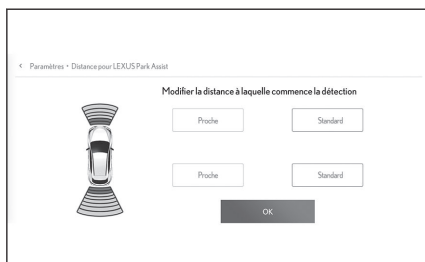 < Paramètres • Distance pour LEXUS Park Assist
Modifier la distance à laquelle commence la détection
Proche Standard
Proche Standard
OK